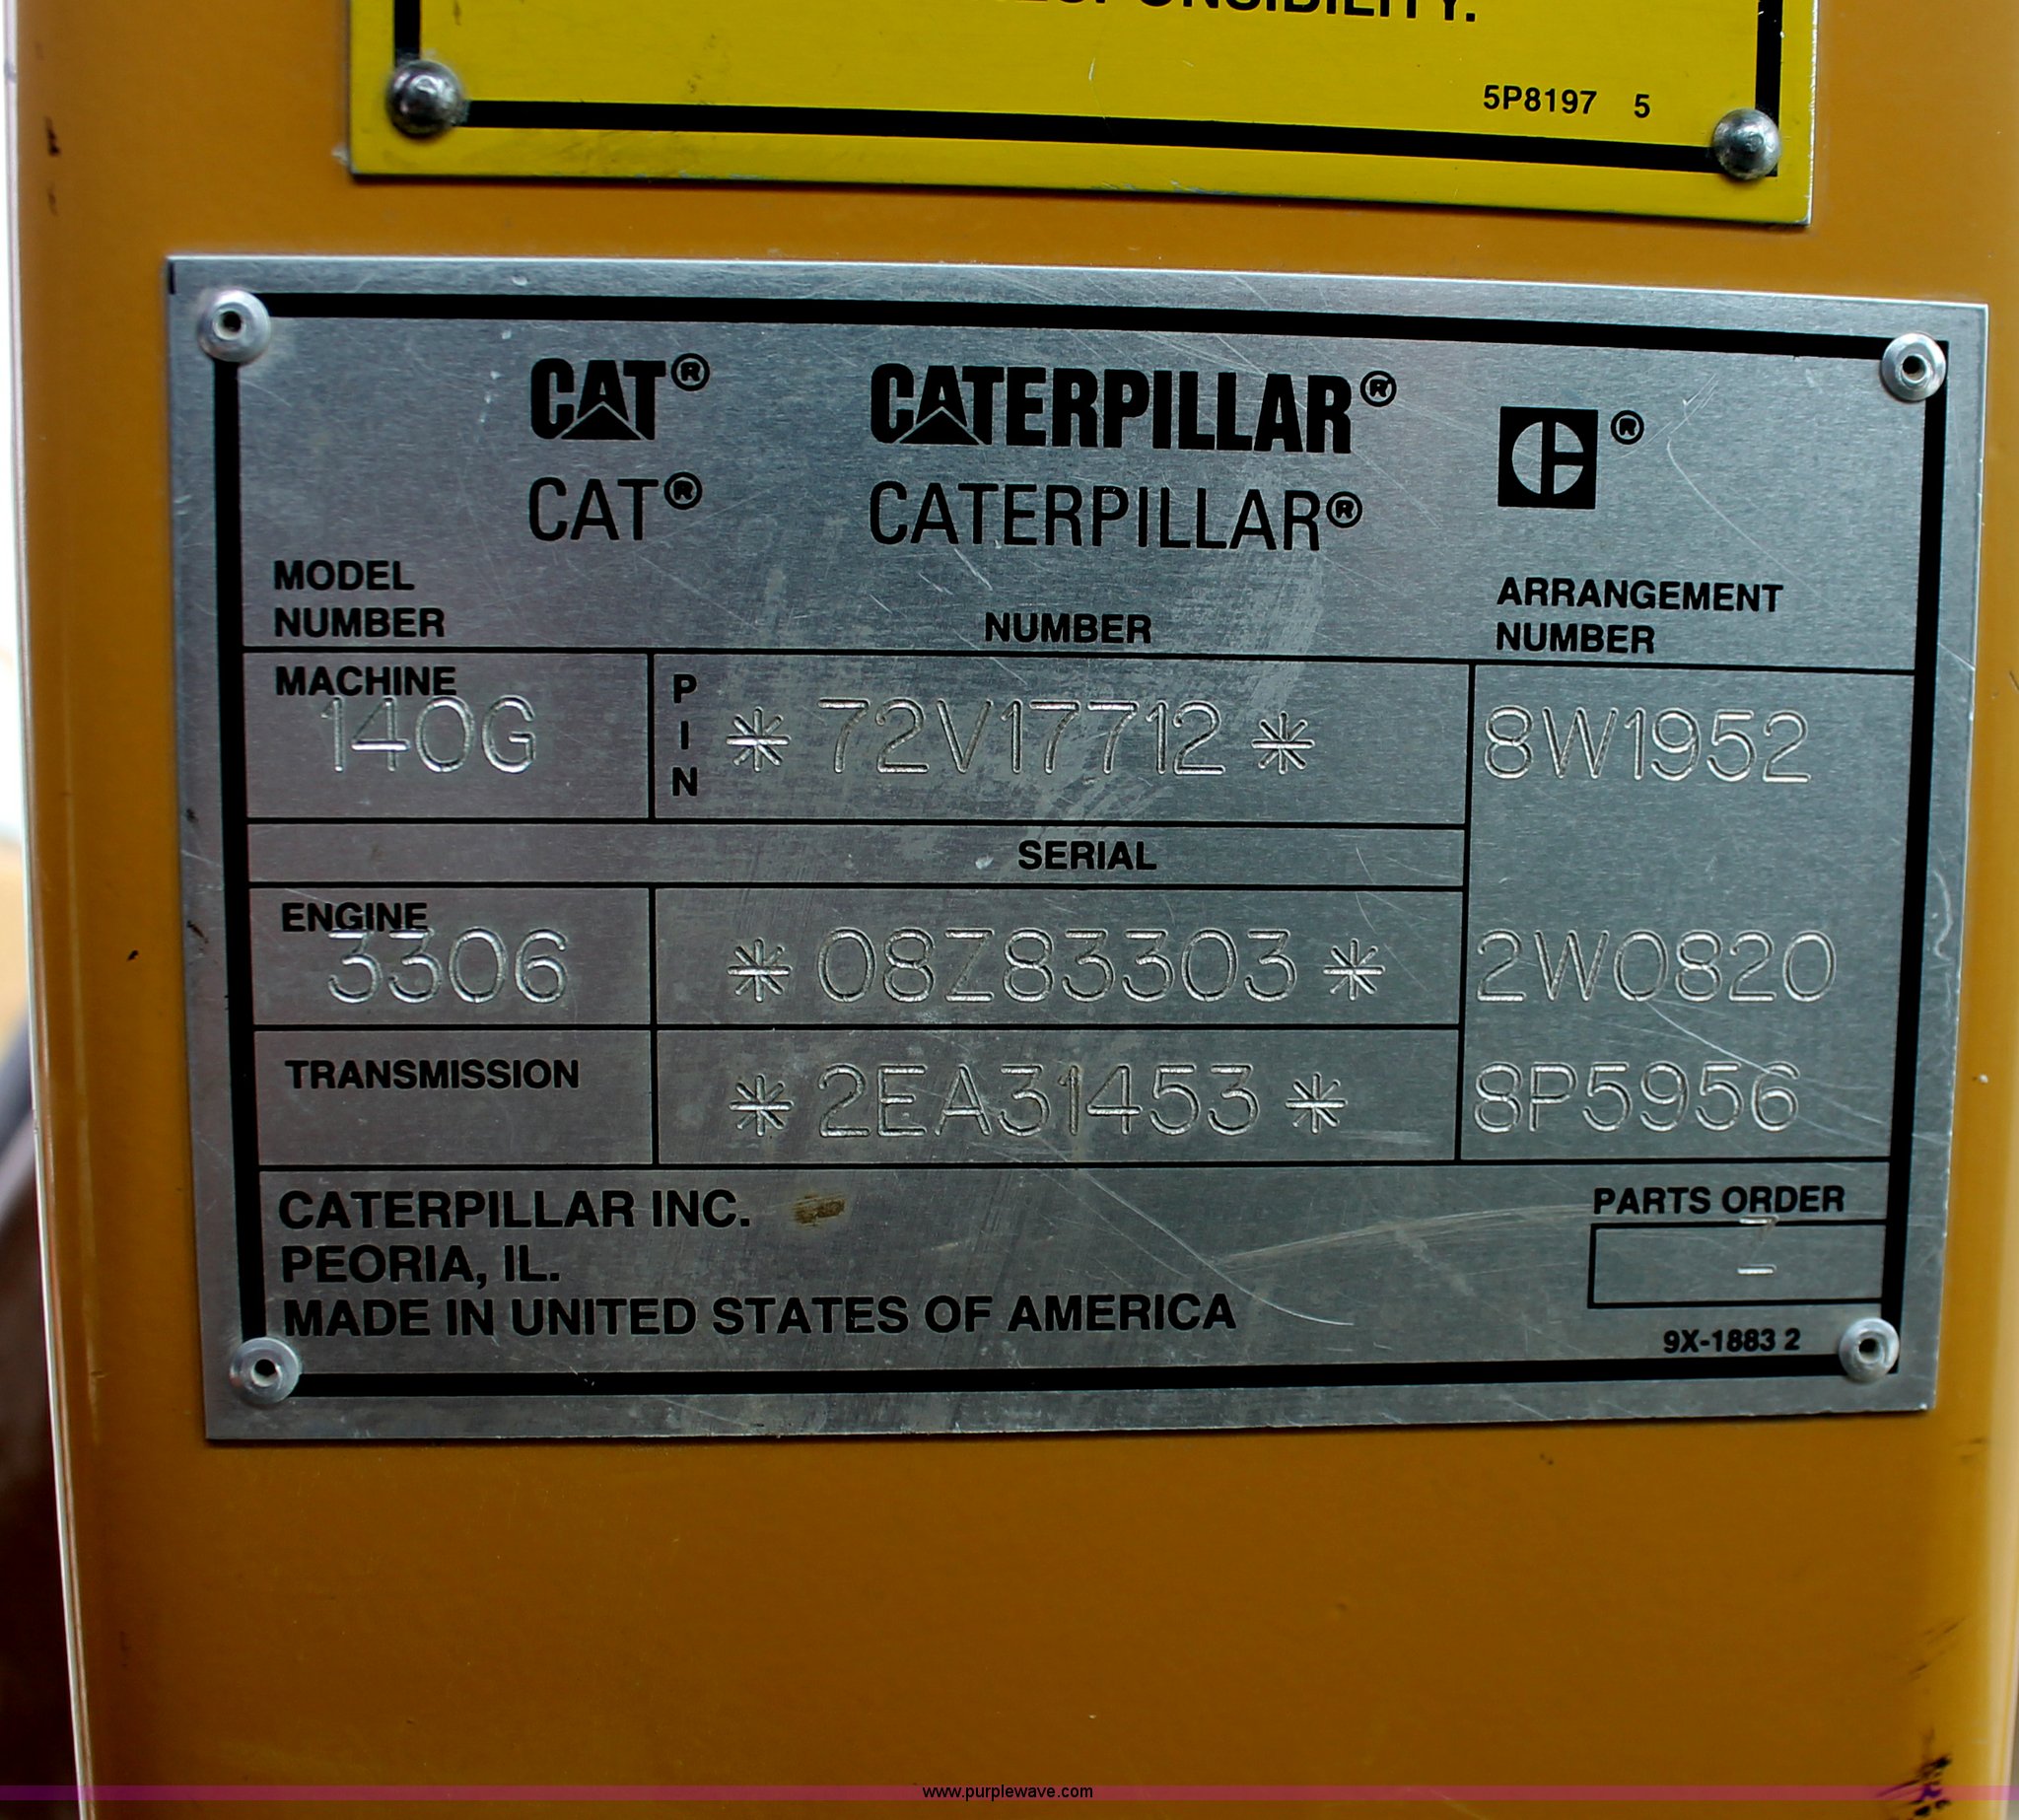 RESPONSIBILITY.
5P8197 5
CAT® CATERPILLAR® ®
CAT® CATERPILLAR®
MODEL NUMBER
NUMBER
ARRANGEMENT NUMBER
MACHINE
140G
PIN
*72V17712*
8W1952
SERIAL
ENGINE
3306
*08Z83303*
2W0820
TRANSMISSION
*2EA31453*
8P5956
CATERPILLAR INC.
PEORIA, IL.
MADE IN UNITED STATES OF AMERICA
PARTS ORDER
9X-1883 2
www.purplewave.com